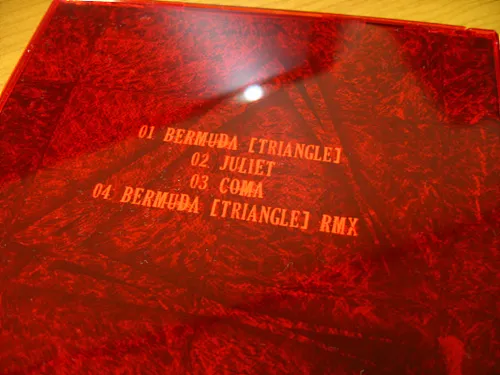 01 BERMUDA [TRIANGLE]
02 JULIET
03 COMA
04 BERMUDA [TRIANGLE] RMX